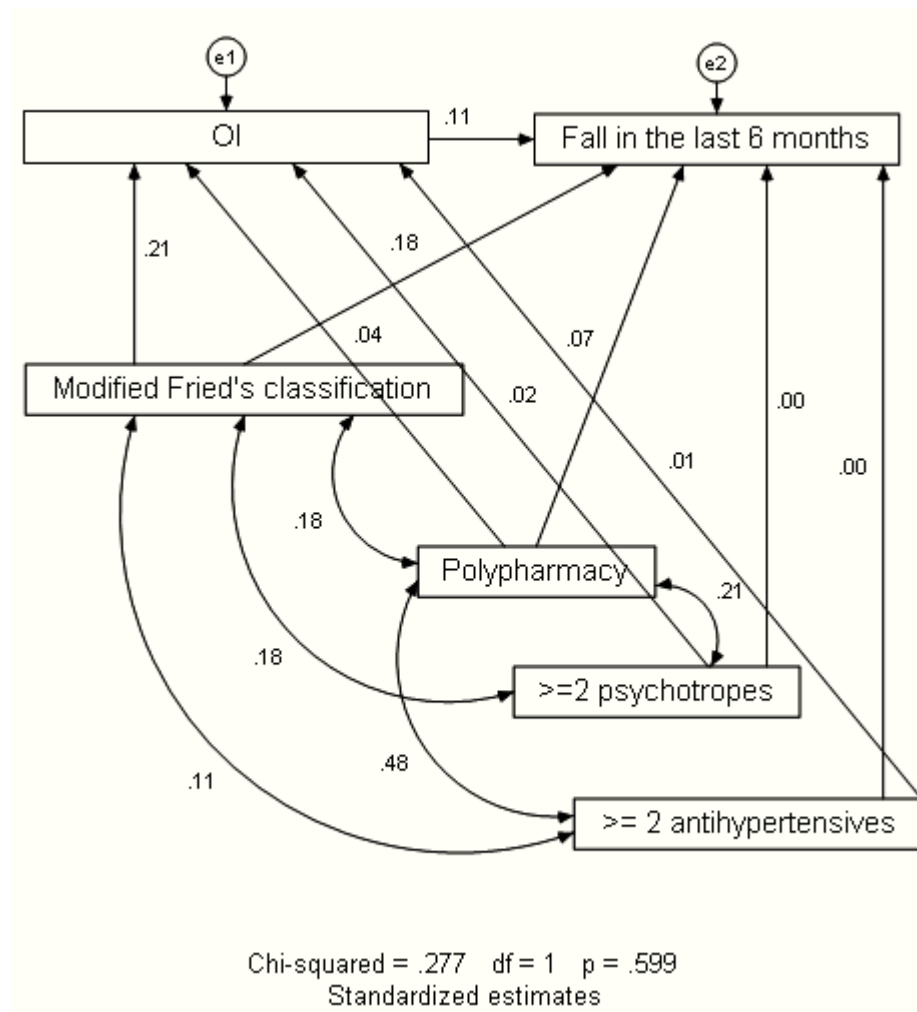 e1
e2
OI
.11
Fall in the last 6 months
.21
.18
.04
.07
Modified Fried's classification
.02
.00
.01
.00
.18
Polypharmacy
.21
.18
>=2 psychotropes
.48
.11
>= 2 antihypertensives
Chi-squared = .277 df = 1 p = .599
Standardized estimates